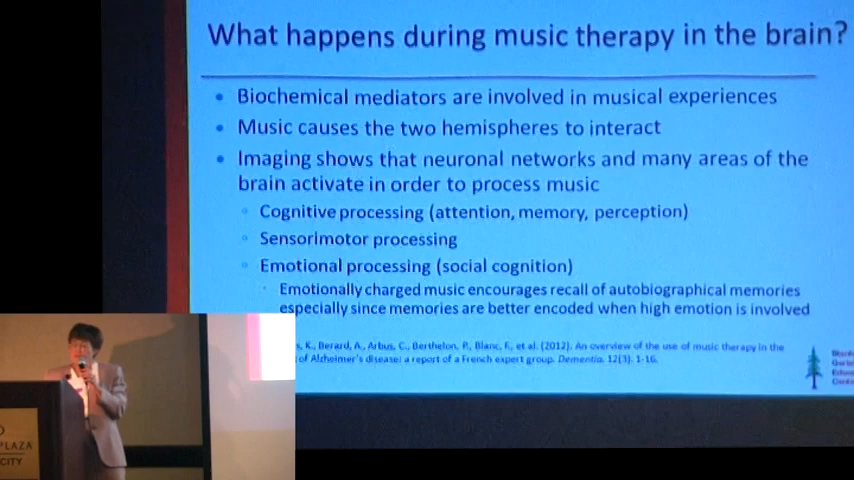 What happens during music therapy in the brain?
Biochemical mediators are involved in musical experiences
Music causes the two hemispheres to interact
Imaging shows that neuronal networks and many areas of the
brain activate in order to process music
Cognitive processing (attention, memory, perception)
Sensorimotor processing
Emotional processing (social cognition)
Emotionally charged music encourages recall of autobiographical memories
especially since memories are better encoded when high emotion is involved
K., Berard, A., Arbus, C., Berthelon, P., Blanc, F., et al. (2012). An overview of the use of music therapy in the
of Alzheimer's disease: a report of a French expert group. Dementia. 12(3). 1-16.
PLAZA
CITY